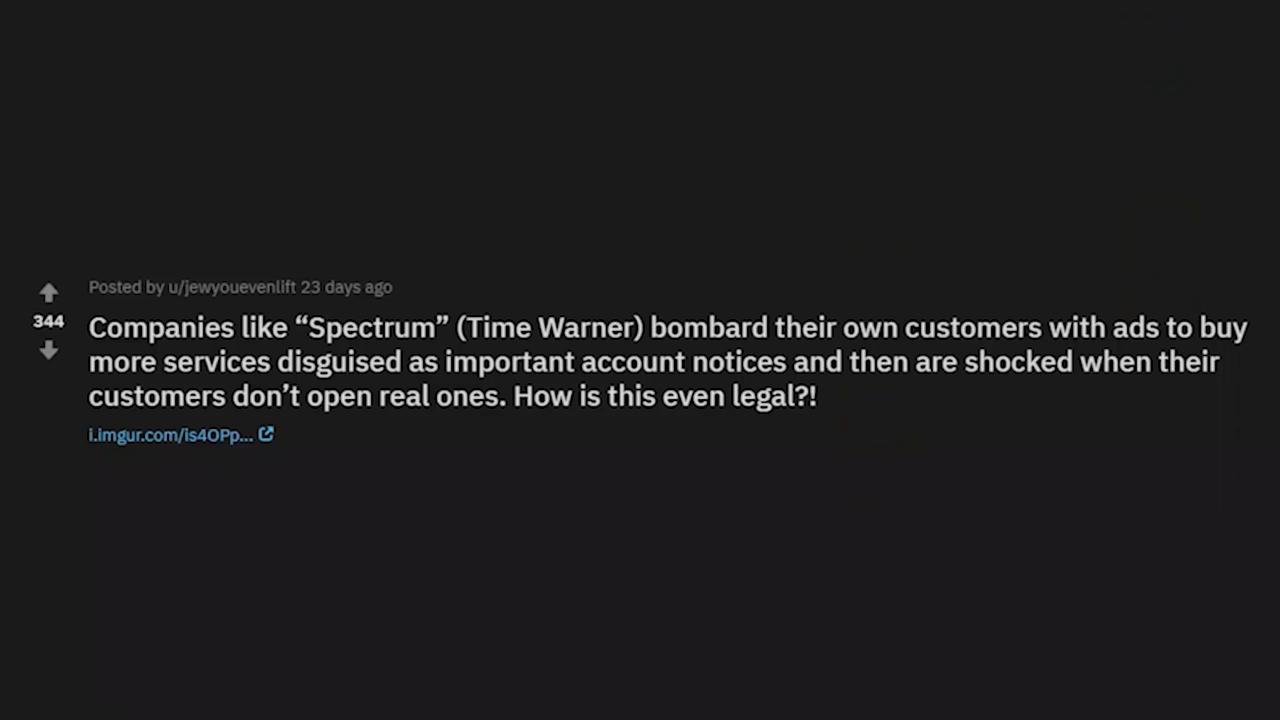 Posted by u/jewyouevenlift 23 days ago
344
Companies like “Spectrum” (Time Warner) bombard their own customers with ads to buy
more services disguised as important account notices and then are shocked when their
customers don’t open real ones. How is this even legal?!
i.imgur.com/is4OPp...